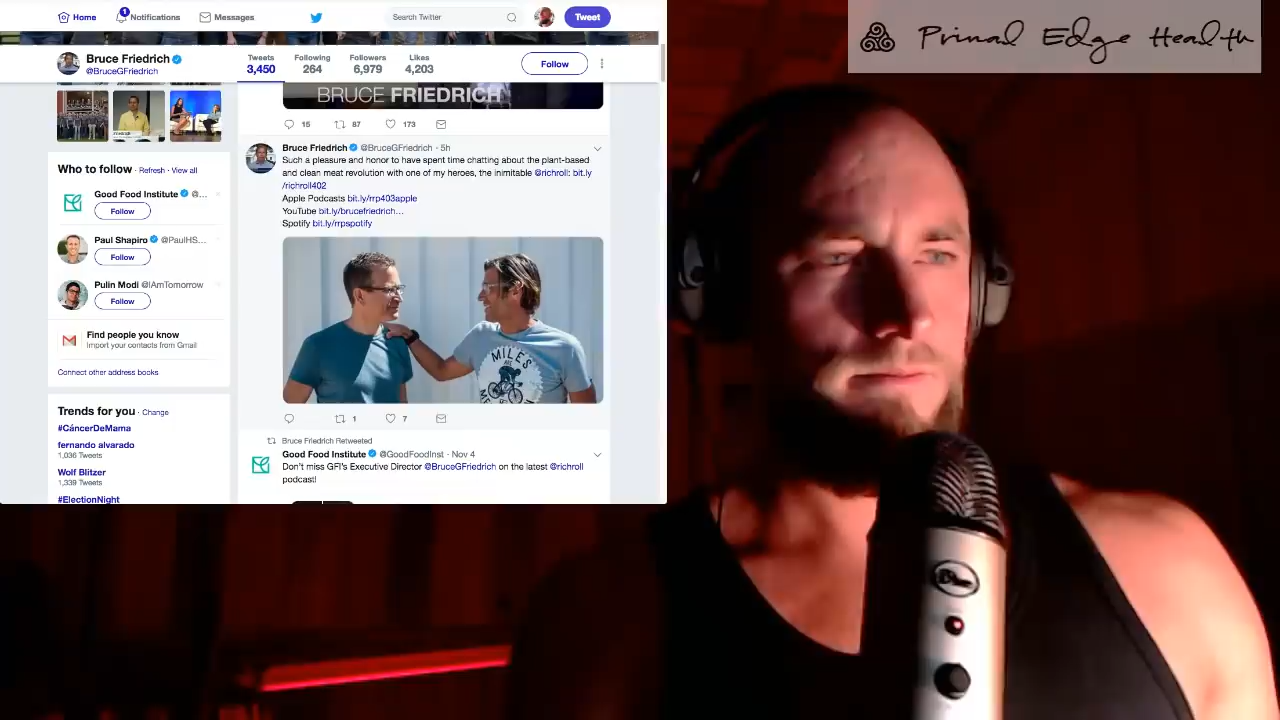 Home
1
Notifications
Messages
Search Twitter
Tweet
Bruce Friedrich
@BruceGFriedrich
Tweets
3,450
Following
264
Followers
6,979
Likes
4,203
Follow
BRUCE FRIEDRICH
15
87
173
Who to follow · Refresh · View all
Good Food Institute @...
Follow
Paul Shapiro @PaulHS...
Follow
Pulin Modi @IAmTomorrow
Follow
Find people you know
Import your contacts from Gmail
Connect other address books
Trends for you · Change
#CáncerDeMama
fernando alvarado
1,036 Tweets
Wolf Blitzer
1,339 Tweets
#ElectionNight
Bruce Friedrich @BruceGFriedrich · 5h
Such a pleasure and honor to have spent time chatting about the plant-based
and clean meat revolution with one of my heroes, the inimitable @richroll: bit.ly
/richroll402
Apple Podcasts bit.ly/rrp403apple
YouTube bit.ly/brucefriedrich...
Spotify bit.ly/rrpspotify
MILES
1
7
Bruce Friedrich Retweeted
Good Food Institute @GoodFoodInst · Nov 4
Don't miss GFI's Executive Director @BruceGFriedrich on the latest @richroll
podcast!
Primal Edge Health